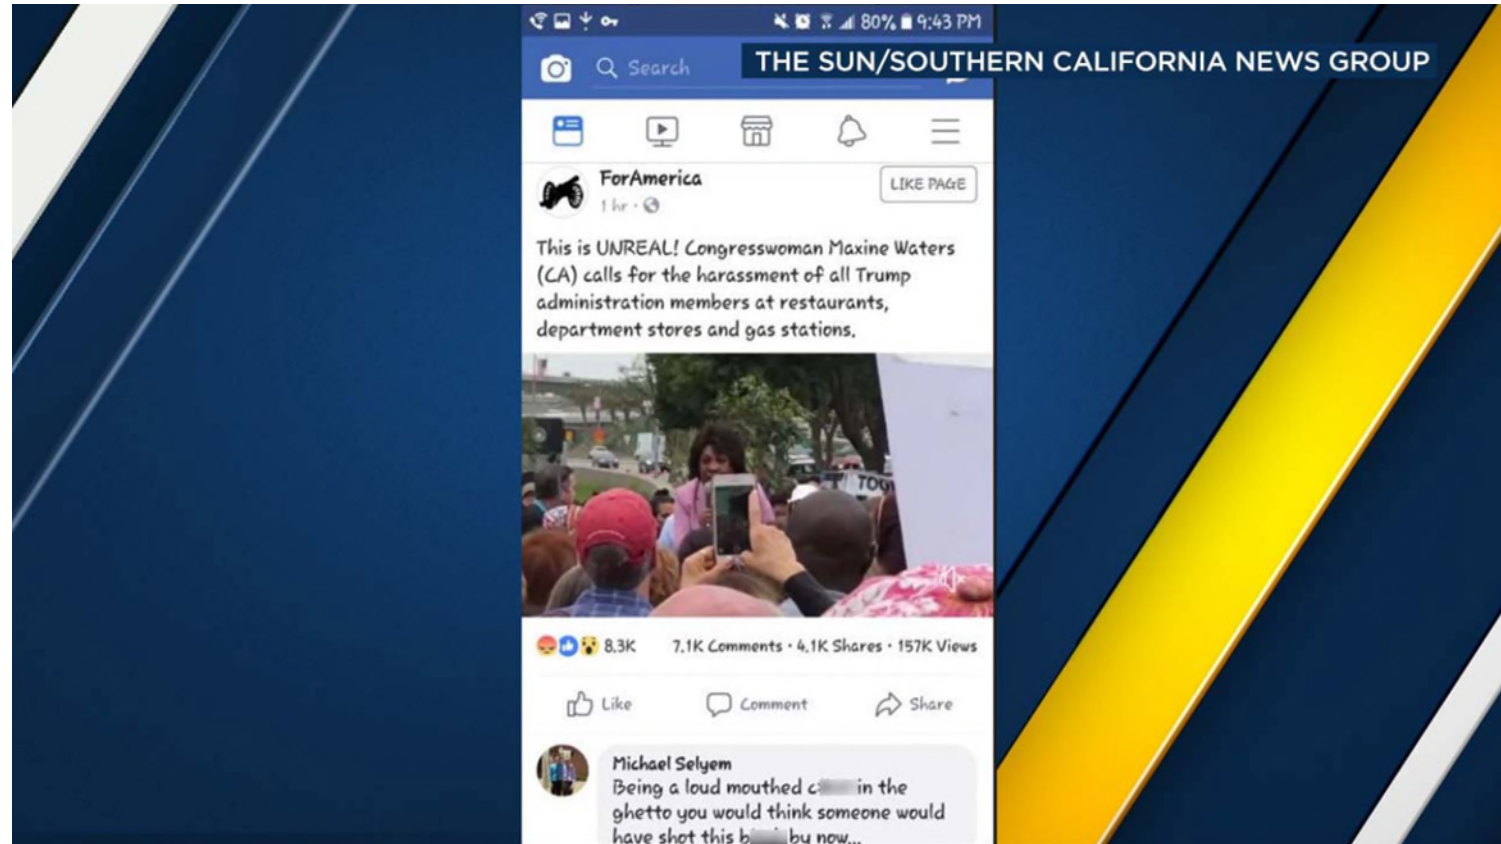 80% 9:43 PM
Search
THE SUN/SOUTHERN CALIFORNIA NEWS GROUP
ForAmerica
1 hr ·
LIKE PAGE
This is UNREAL! Congresswoman Maxine Waters
(CA) calls for the harassment of all Trump
administration members at restaurants,
department stores and gas stations.
8.3K 7.1K Comments · 4.1K Shares · 157K Views
Like Comment Share
Michael Selyem
Being a loud mouthed c in the
ghetto you would think someone would
have shot this b by now...